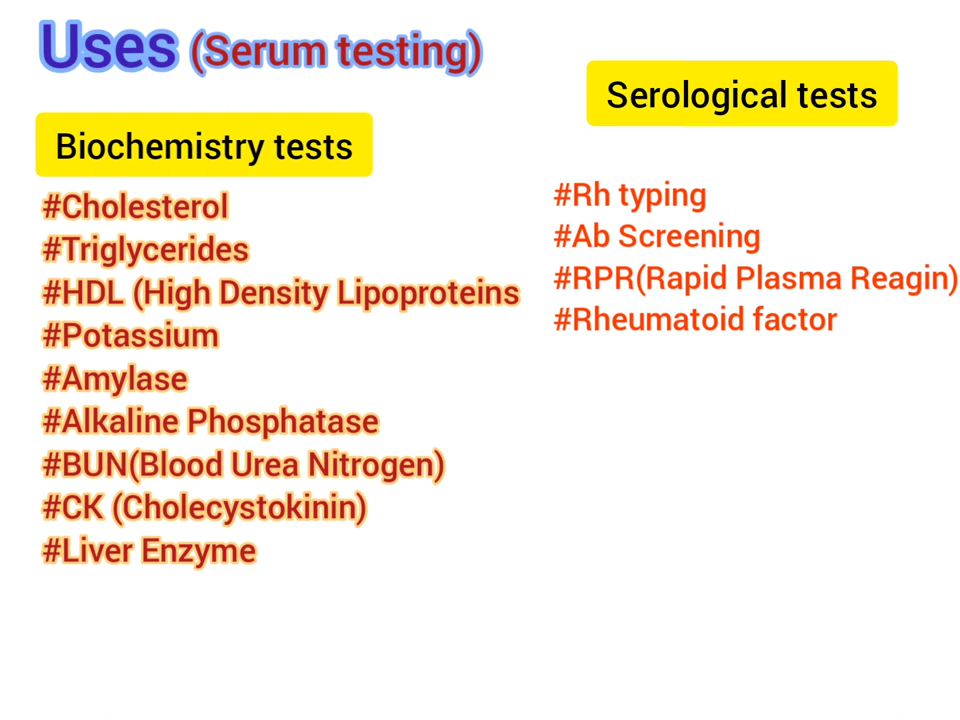 Uses (Serum testing)
Biochemistry tests
#Cholesterol
#Triglycerides
#HDL (High Density Lipoproteins
#Potassium
#Amylase
#Alkaline Phosphatase
#BUN(Blood Urea Nitrogen)
#CK (Cholecystokinin)
#Liver Enzyme
Serological tests
#Rh typing
#Ab Screening
#RPR(Rapid Plasma Reagin)
#Rheumatoid factor